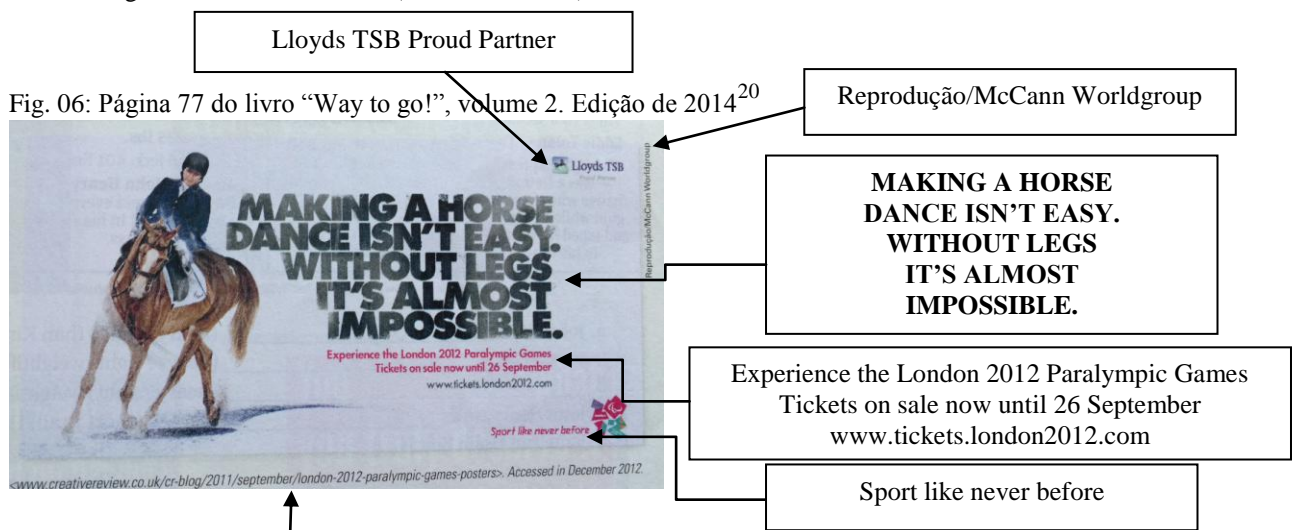 Lloyds TSB Proud Partner
Reprodução/McCann Worldgroup
Fig. 06: Página 77 do livro “Way to go!”, volume 2. Edição de 2014²⁰
Lloyds TSB
Reprodução/McCann Worldgroup
MAKING A HORSE
DANCE ISN'T EASY.
WITHOUT LEGS
IT'S ALMOST
IMPOSSIBLE.
Experience the London 2012 Paralympic Games
Tickets on sale now until 26 September
www.tickets.london2012.com
Sport like never before
<www.creativereview.co.uk/cr-blog/2011/september/london-2012-paralympic-games-posters>. Accessed in December 2012.
MAKING A HORSE
DANCE ISN’T EASY.
WITHOUT LEGS
IT’S ALMOST
IMPOSSIBLE.
Experience the London 2012 Paralympic Games
Tickets on sale now until 26 September
www.tickets.london2012.com
Sport like never before